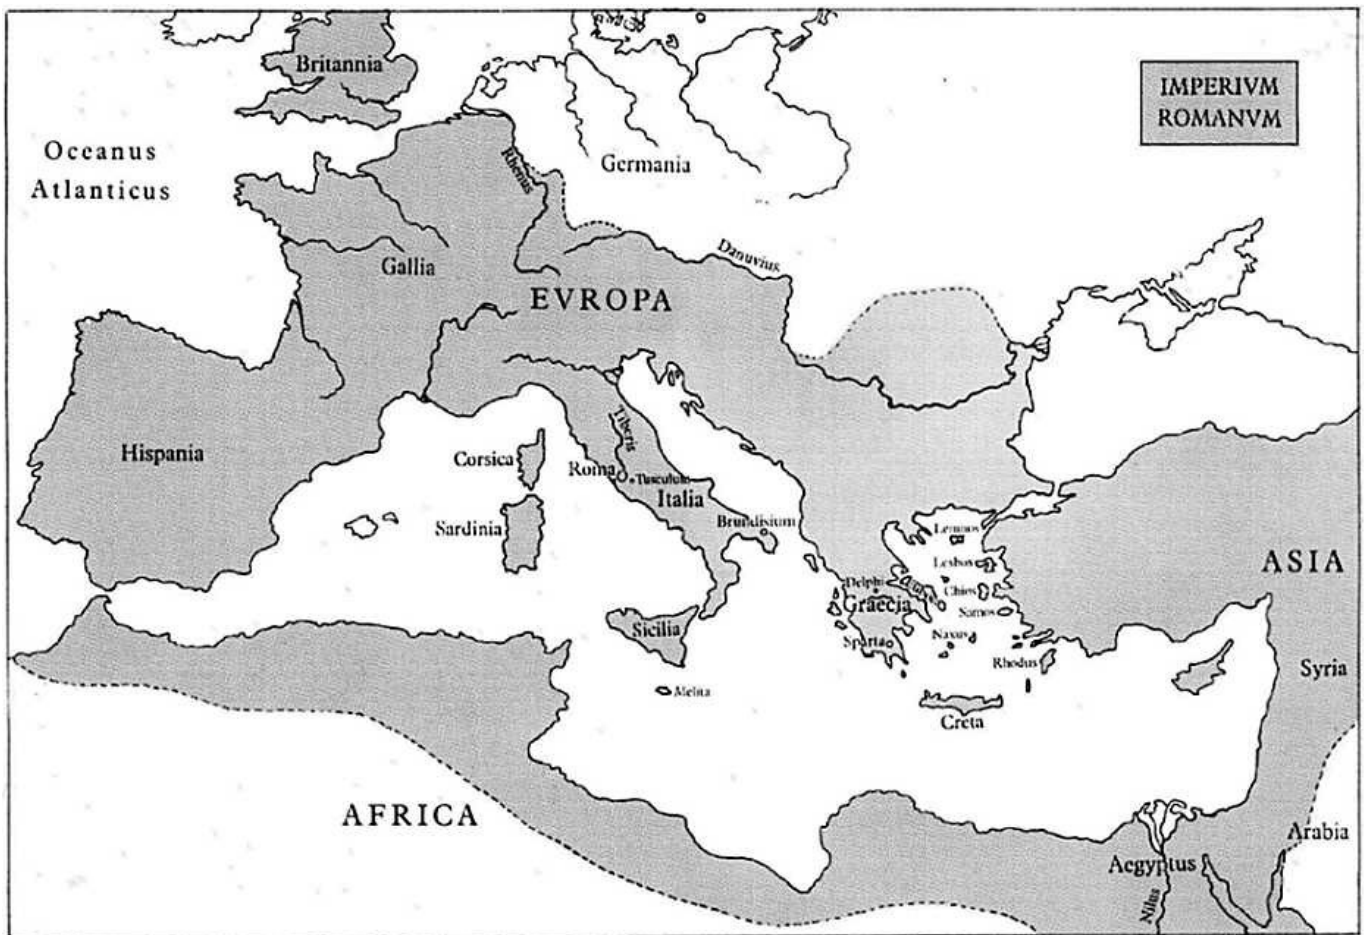 Britannia
IMPERIVM
ROMANVM
Oceanus
Atlanticus
Germania
Rhenus
Danuvius
Gallia
EVROPA
Hispania
Tiberis
Corsica
Roma
Tusculum
Italia
Sardinia
Brundisium
Lemnos
Lesbos
ASIA
Delphi
Chios
Graecia
Samos
Sicilia
Sparta
Naxus
Rhodus
Syria
Melita
Creta
AFRICA
Arabia
Aegyptus
Nilus